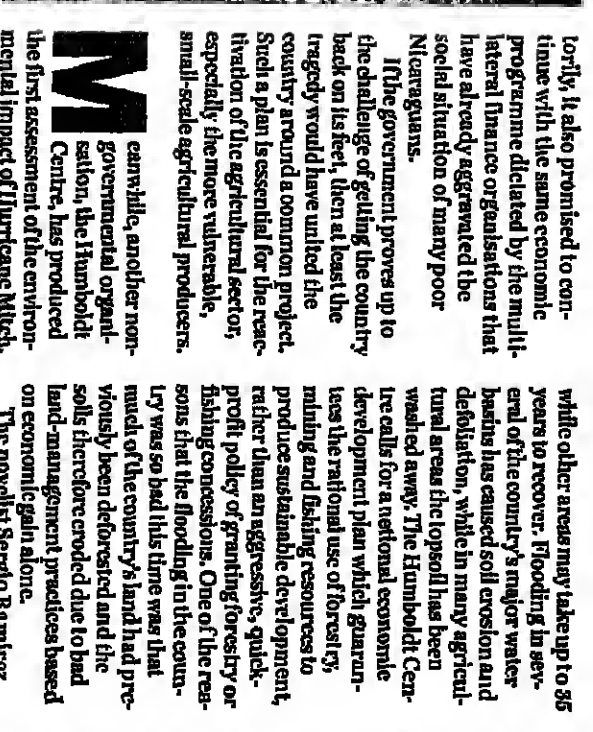 torily, it also promised to con-
tinue with the same economic
programme dictated by the multi-
lateral finance organisations that
have already aggravated the
social situation of many poor
Nicaraguans.
If the government proves up to
the challenge of getting the country
back on its feet, then at least the
tragedy would have united the
country around a common project.
Such a plan is essential for the reac-
tivation of the agricultural sector,
especially the more vulnerable,
small-scale agricultural producers.
Meanwhile, another non-
governmental organi-
sation, the Humboldt
Centre, has produced
the first assessment of the environ-
mental impact of Hurricane Mitch.
while other areas may take up to 35
years to recover. Flooding in sev-
eral of the country's major water
basins has caused soil erosion and
defoliation, while in many agricul-
tural areas the topsoil has been
washed away. The Humboldt Cen-
tre calls for a national economic
development plan which guaran-
tees the rational use of forestry,
mining and fishing resources to
produce sustainable development,
rather than an aggressive, quick-
profit policy of granting forestry or
fishing concessions. One of the rea-
sons that the flooding in the coun-
try was so bad this time was that
much of the country's land had pre-
viously been deforested and the
soils therefore eroded due to bad
land-management practices based
on economic gain alone.
The novelist Sergio Ramirez